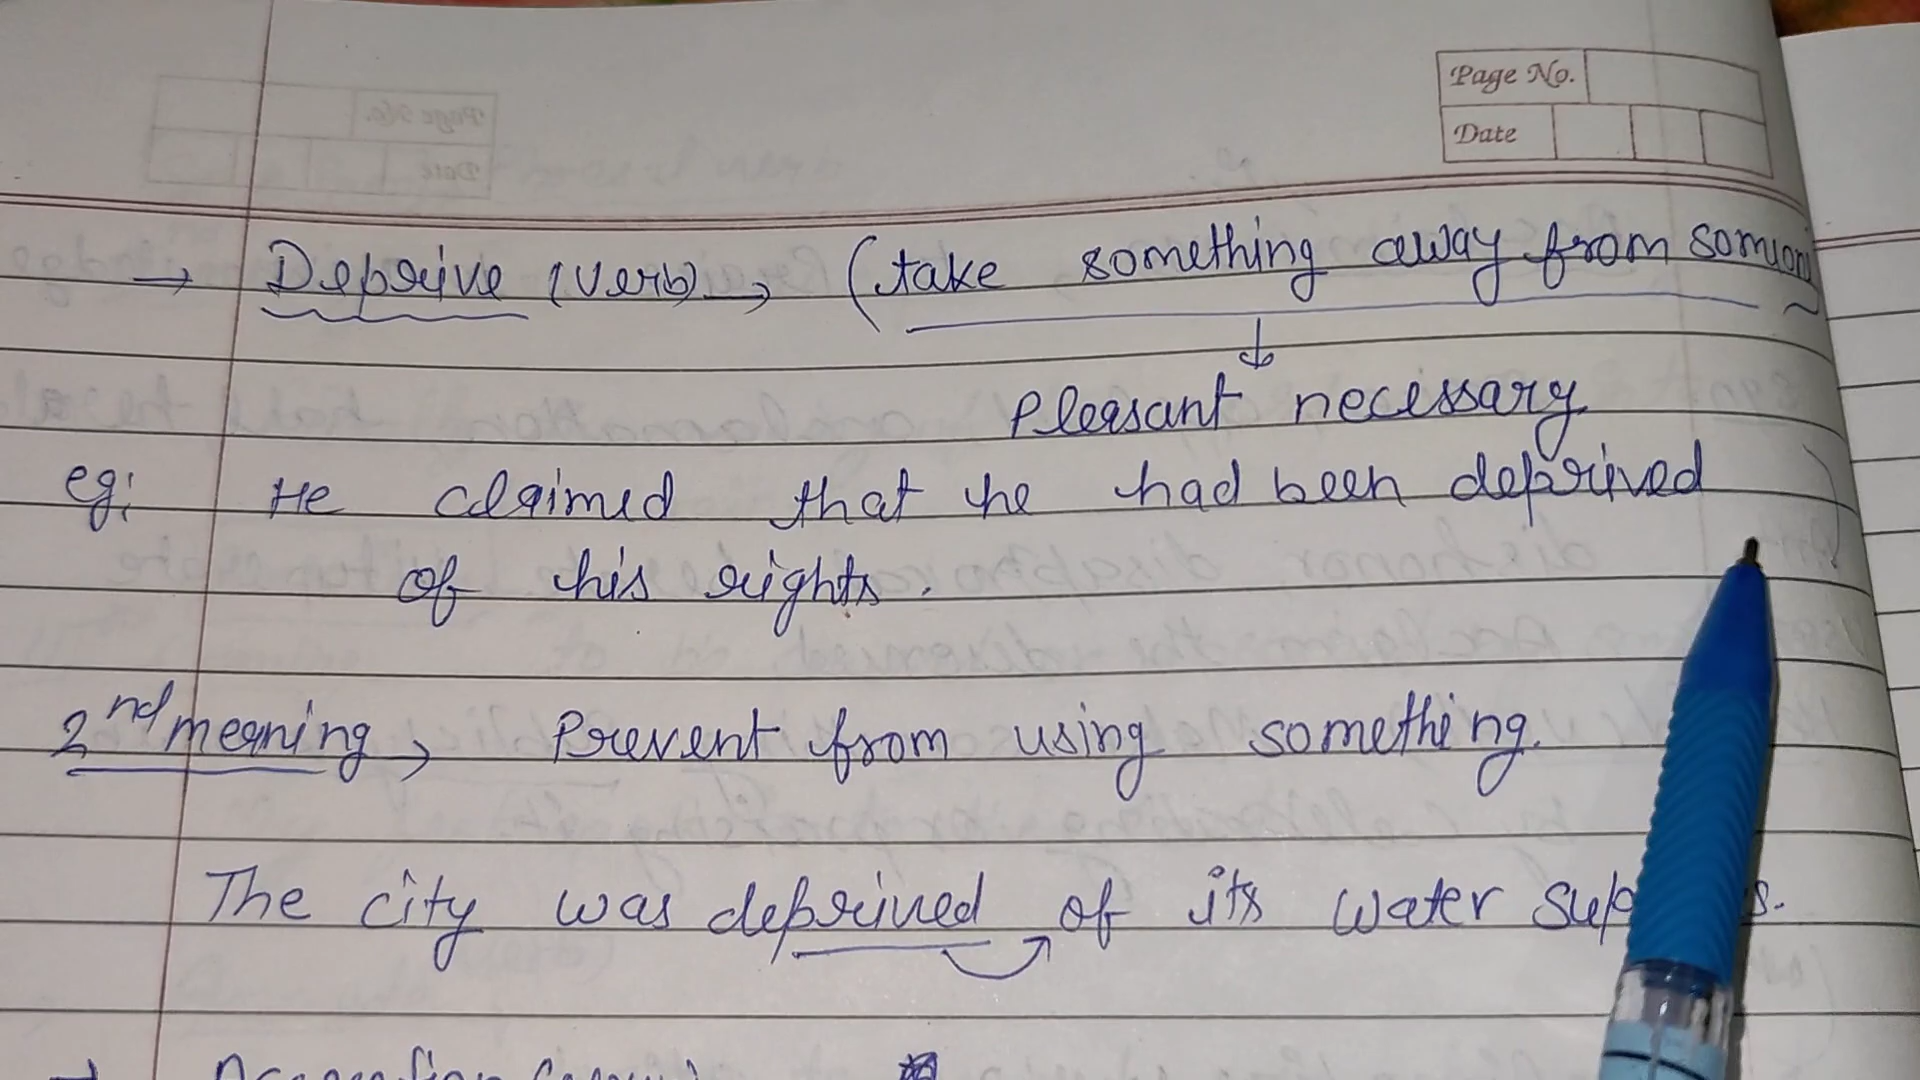 Page No.
Date
→ Deprive (verb) → (take something away from
↓
Pleasant necessary
eg: He claimed that he had been deprived
of his rights.
2nd meaning → Prevent from using something.
The city was deprived of its water